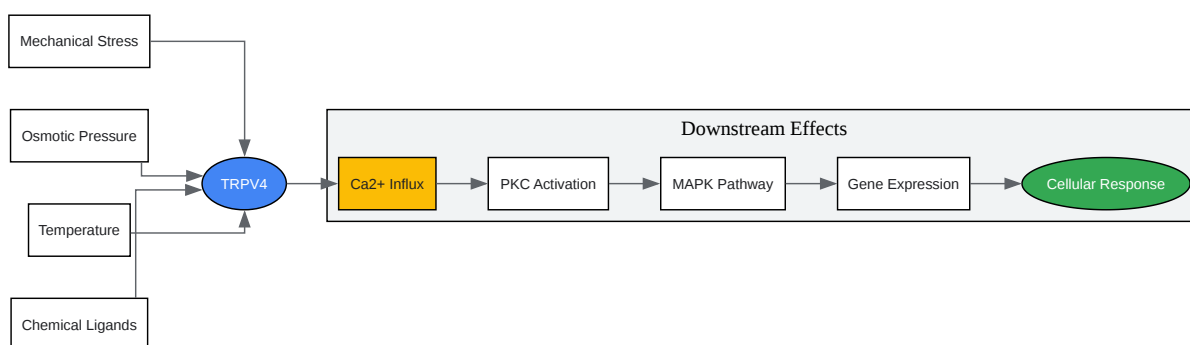 Mechanical Stress
Osmotic Pressure
Temperature
Chemical Ligands
TRPV4
Downstream Effects
Ca2+ Influx
PKC Activation
MAPK Pathway
Gene Expression
Cellular Response